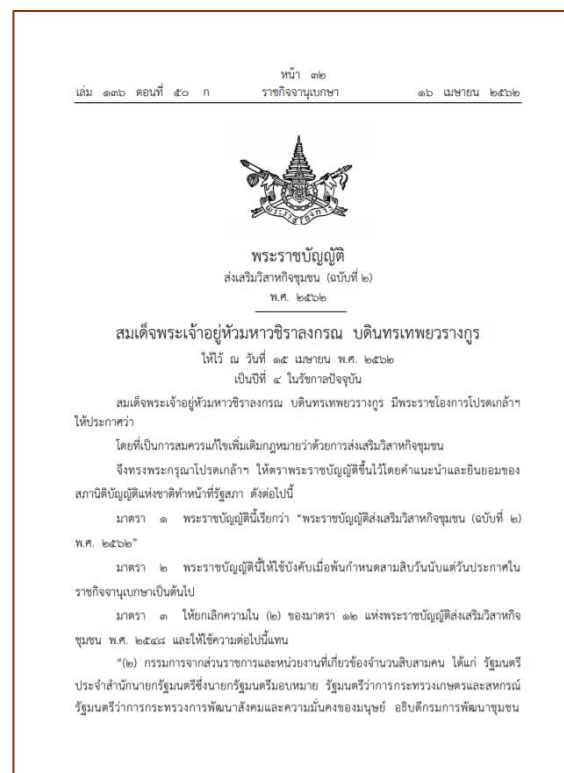 หน้า ๓๒
เล่ม ๑๓๖ ตอนที่ ๕๐ ก ราชกิจจานุเบกษา ๑๖ เมษายน ๒๕๖๒
พระบรมราชโองการ
พระราชบัญญัติ
ส่งเสริมวิสาหกิจชุมชน (ฉบับที่ ๒)
พ.ศ. ๒๕๖๒
สมเด็จพระเจ้าอยู่หัวมหาวชิราลงกรณ บดินทรเทพยวรางกูร
ให้ไว้ ณ วันที่ ๑๕ เมษายน พ.ศ. ๒๕๖๒
เป็นปีที่ ๔ ในรัชกาลปัจจุบัน
สมเด็จพระเจ้าอยู่หัวมหาวชิราลงกรณ บดินทรเทพยวรางกูร มีพระราชโองการโปรดเกล้าฯ
ให้ประกาศว่า
โดยที่เป็นการสมควรแก้ไขเพิ่มเติมกฎหมายว่าด้วยการส่งเสริมวิสาหกิจชุมชน
จึงทรงพระกรุณาโปรดเกล้าฯ ให้ตราพระราชบัญญัติขึ้นไว้โดยคำแนะนำและยินยอมของ
สภานิติบัญญัติแห่งชาติทำหน้าที่รัฐสภา ดังต่อไปนี้
มาตรา ๑ พระราชบัญญัตินี้เรียกว่า “พระราชบัญญัติส่งเสริมวิสาหกิจชุมชน (ฉบับที่ ๒)
พ.ศ. ๒๕๖๒”
มาตรา ๒ พระราชบัญญัตินี้ให้ใช้บังคับเมื่อพ้นกำหนดสามสิบวันนับแต่วันประกาศใน
ราชกิจจานุเบกษาเป็นต้นไป
มาตรา ๓ ให้ยกเลิกความใน (๒) ของมาตรา ๑๒ แห่งพระราชบัญญัติส่งเสริมวิสาหกิจ
ชุมชน พ.ศ. ๒๕๔๘ และให้ใช้ความต่อไปนี้แทน
“(๒) กรรมการจากส่วนราชการและหน่วยงานที่เกี่ยวข้องจำนวนสิบสามคน ได้แก่ รัฐมนตรี
ประจำสำนักนายกรัฐมนตรีซึ่งนายกรัฐมนตรีมอบหมาย รัฐมนตรีว่าการกระทรวงเกษตรและสหกรณ์
รัฐมนตรีว่าการกระทรวงการพัฒนาสังคมและความมั่นคงของมนุษย์ อธิบดีกรมการพัฒนาชุมชน